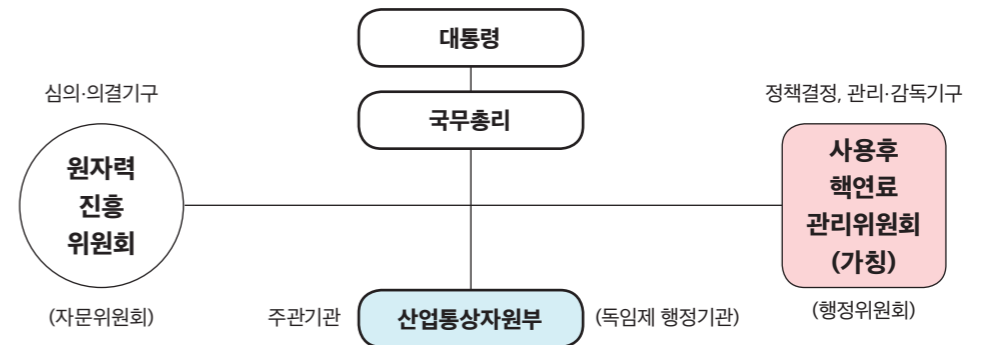 대통령
국무총리
심의·의결기구
원자력
진흥
위원회
(자문위원회)
정책결정, 관리·감독기구
사용후
핵연료
관리위원회
(가칭)
(행정위원회)
주관기관
산업통상자원부
(독임제 행정기관)